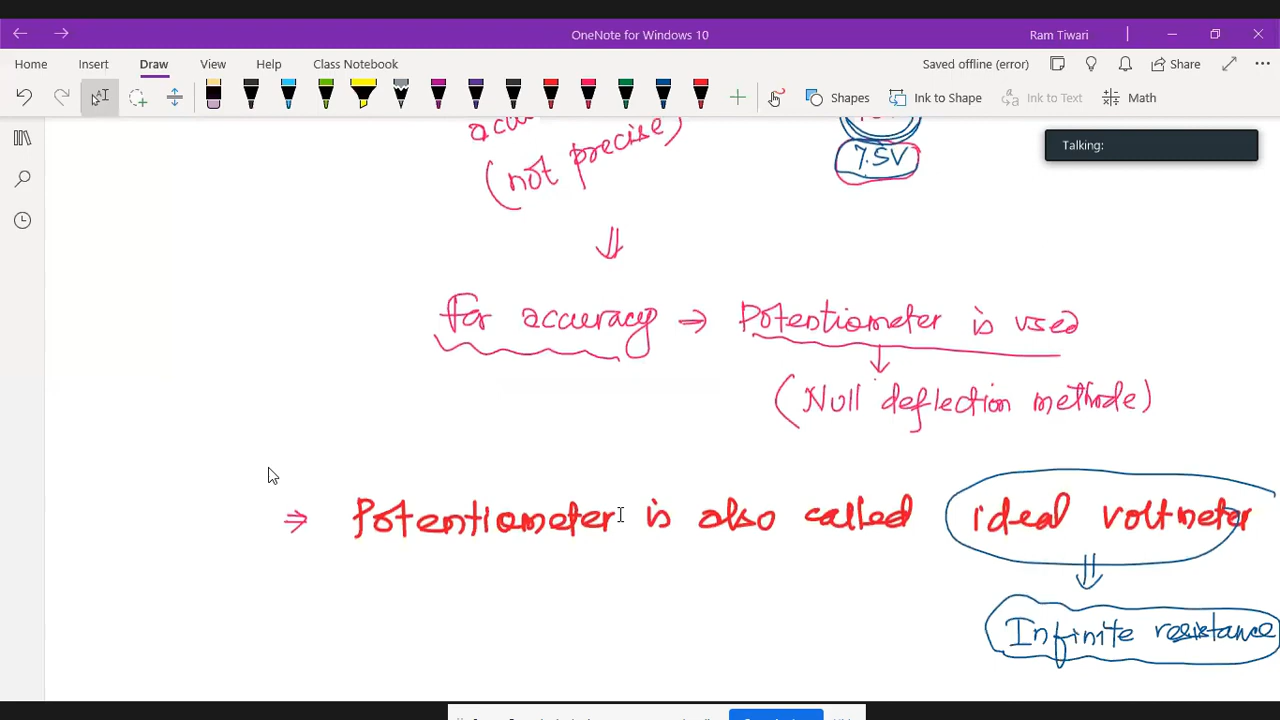 OneNote for Windows 10
Ram Tiwari
Home Insert Draw View Help Class Notebook
Saved offline (error)
Share
Shapes
Ink to Shape
Ink to Text
Math
Talking:
(not precise)
7.5V
For accuracy ⇒ Potentiometer is used
(Null deflection methode)
⇒ Potentiometer is also called ideal voltmeter
Infinite resistance